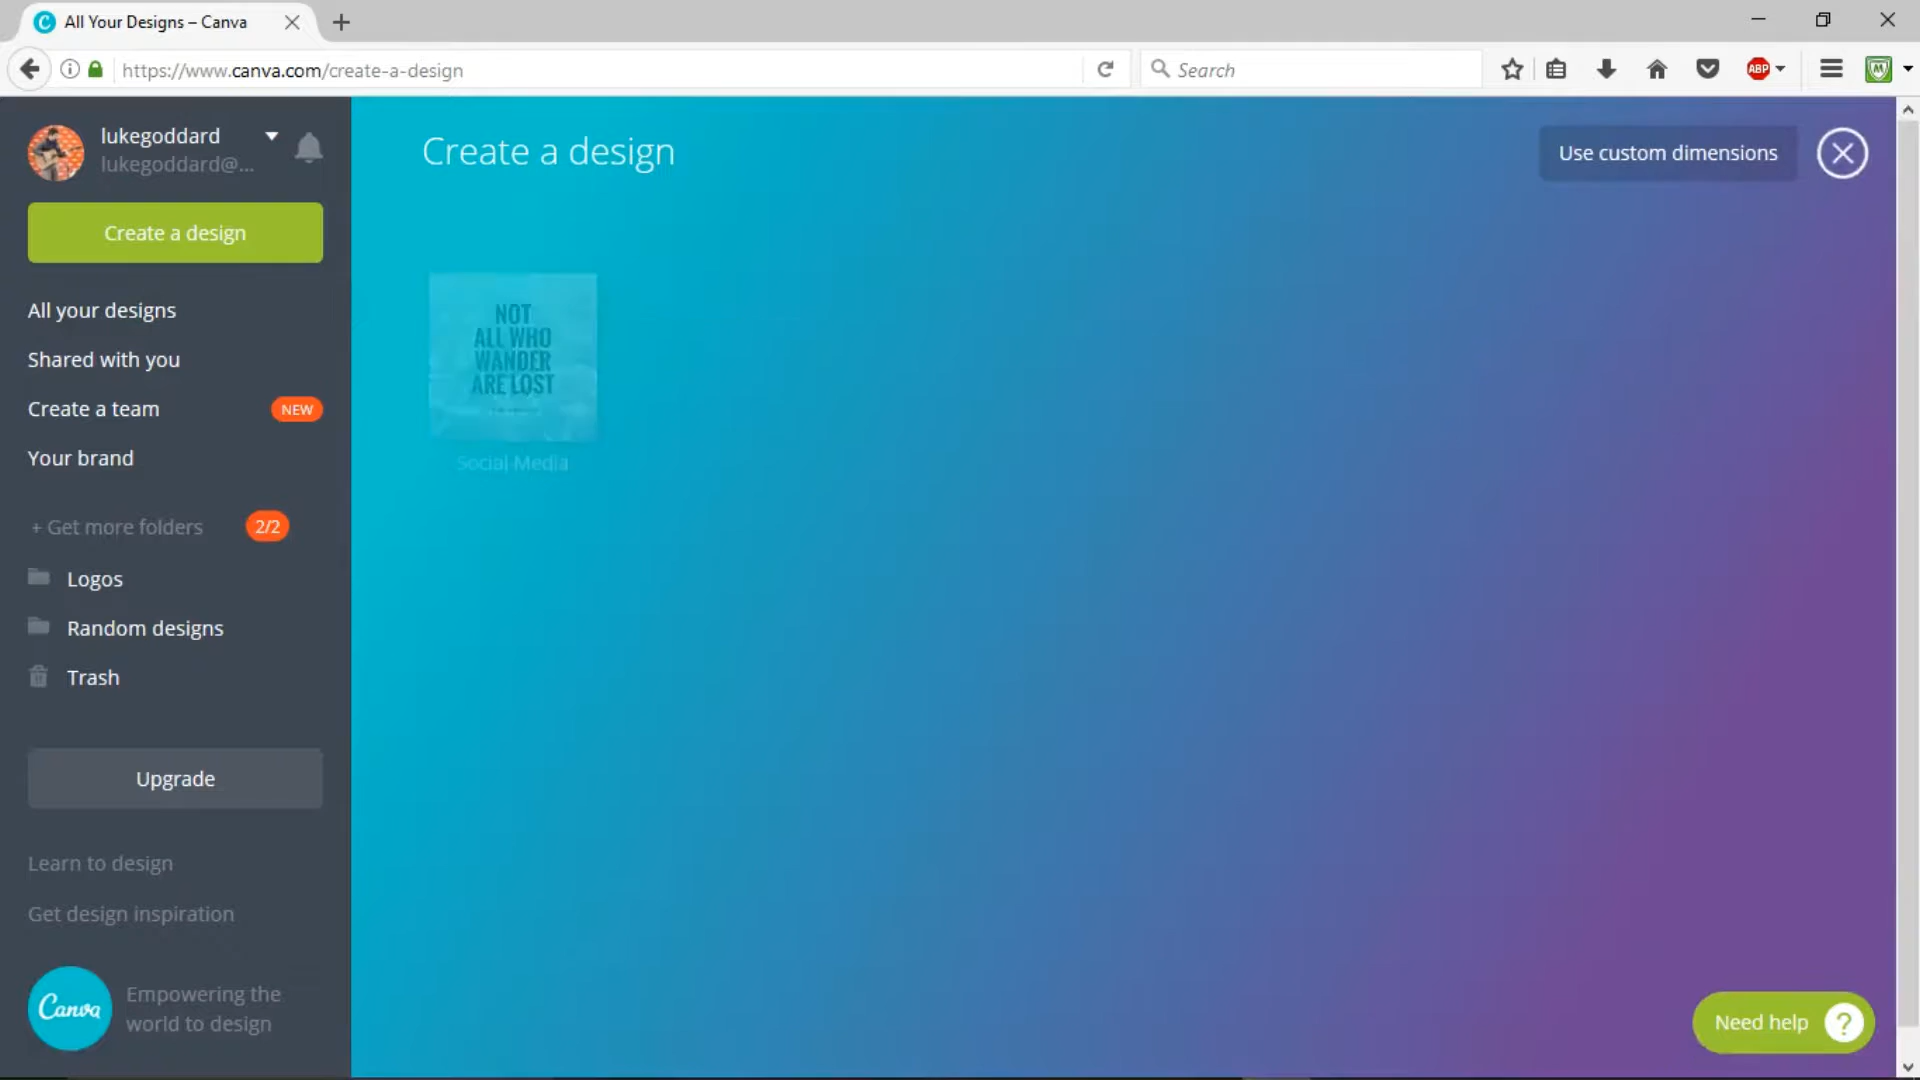 All Your Designs – Canva
https://www.canva.com/create-a-design
Search
ABP
lukegoddard
lukegoddard@...
Create a design
All your designs
Shared with you
Create a team
NEW
Your brand
+ Get more folders
2/2
Logos
Random designs
Trash
Upgrade
Learn to design
Get design inspiration
Canva
Empowering the
world to design
Create a design
Use custom dimensions
NOT
ALL WHO
WANDER
ARE LOST
Social Media
Need help
?